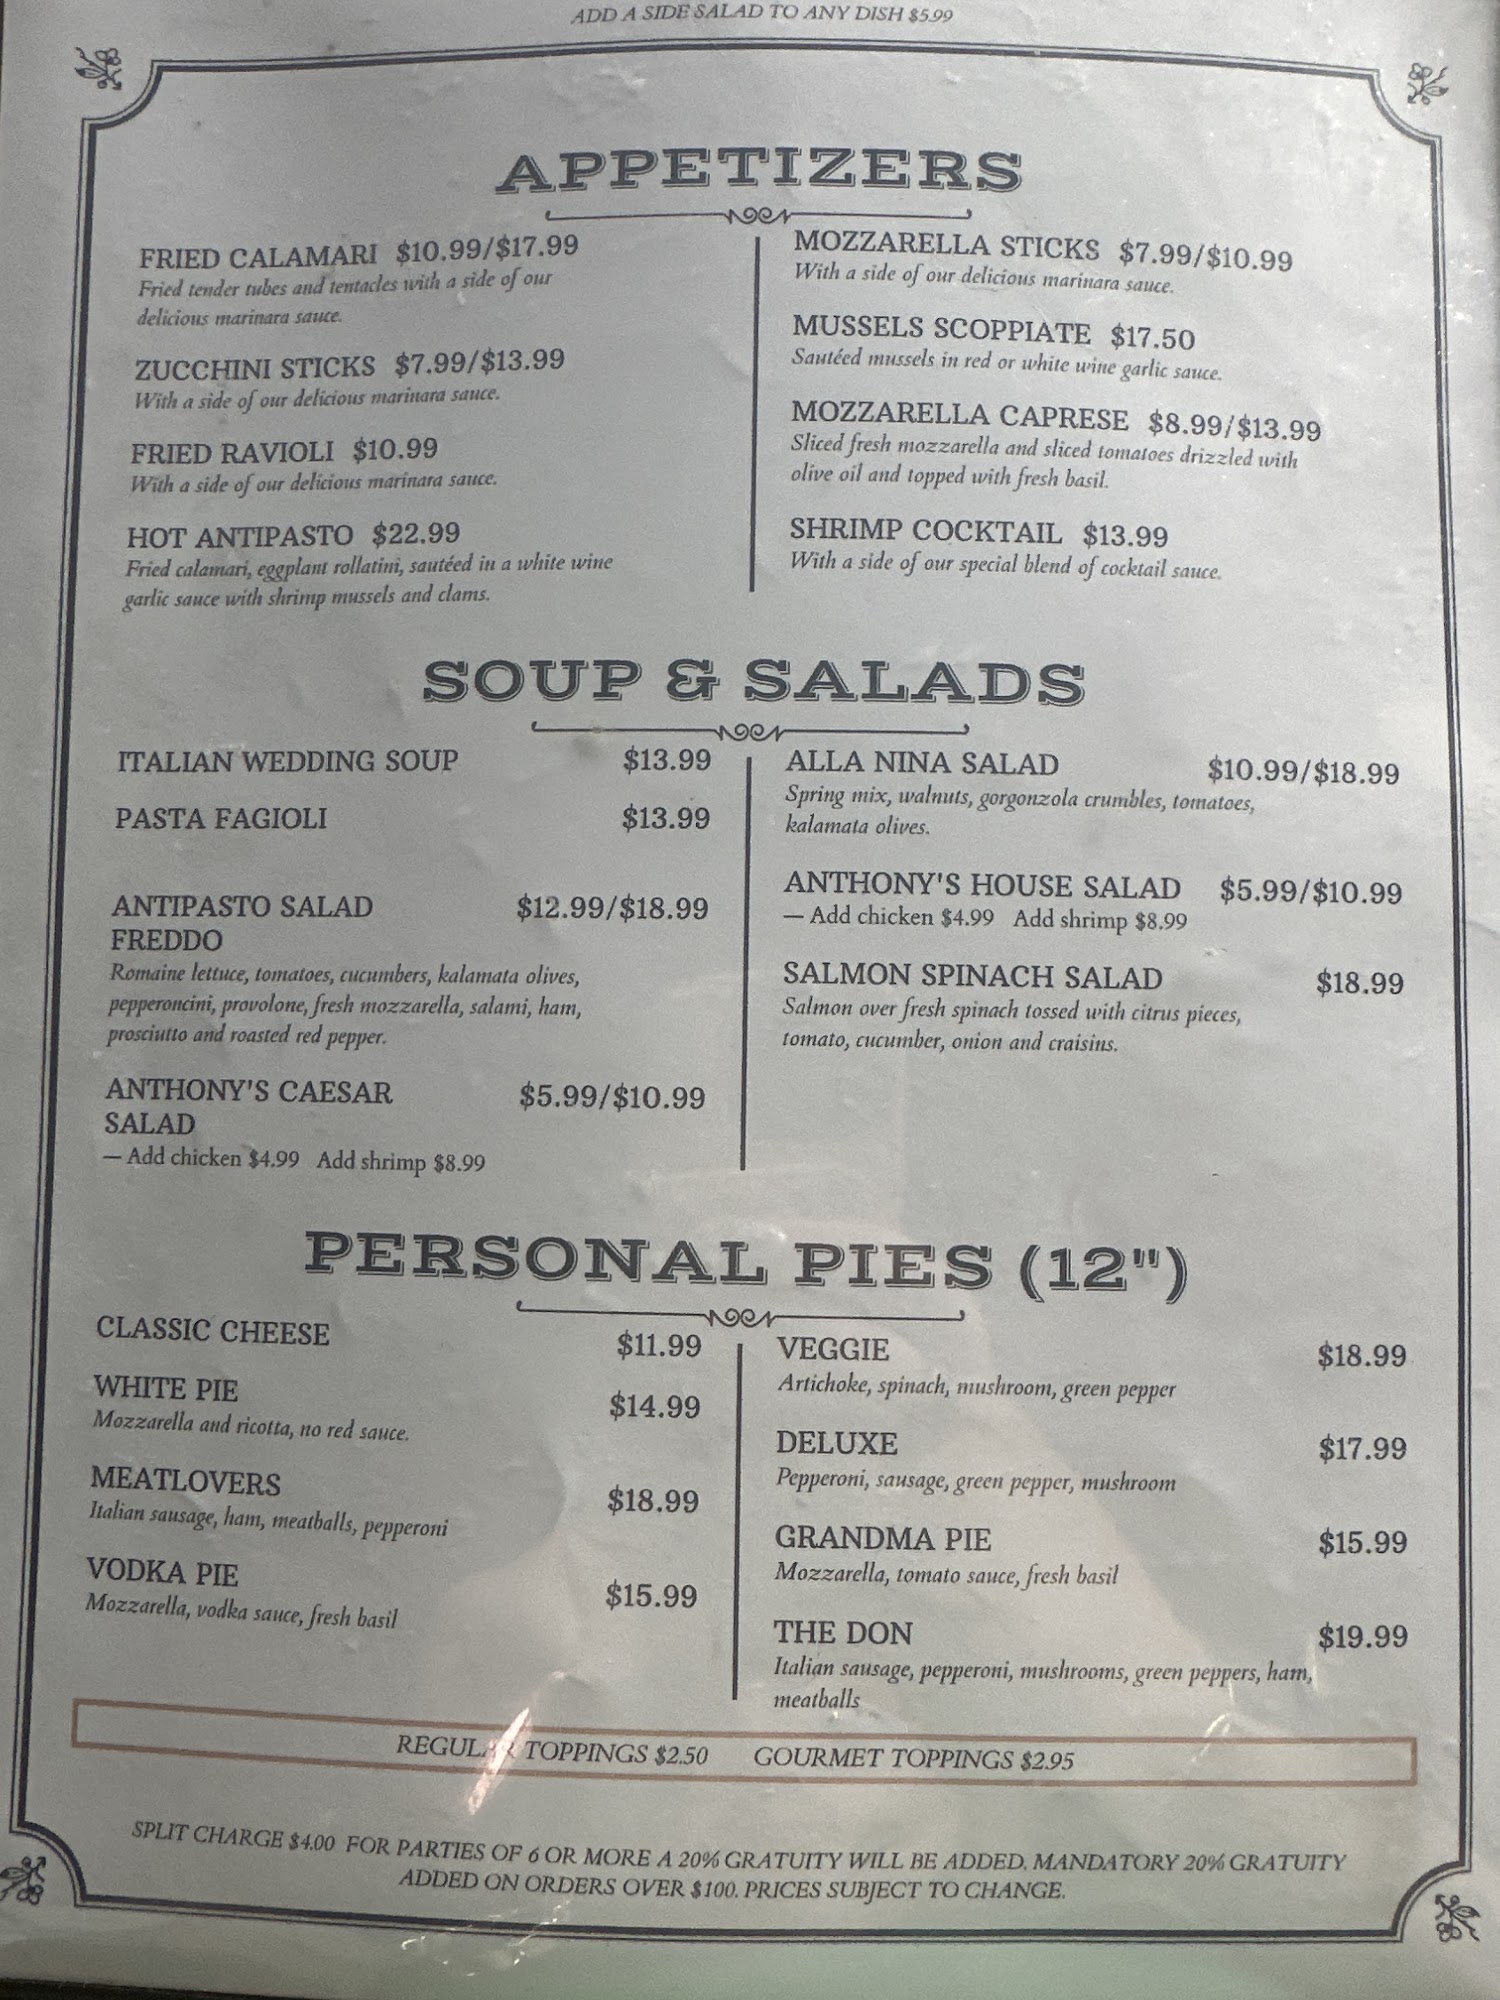 ADD A SIDE SALAD TO ANY DISH $5.99
APPETIZERS
FRIED CALAMARI $10.99/$17.99
Fried tender tubes and tentacles with a side of our
delicious marinara sauce.
ZUCCHINI STICKS $7.99/$13.99
With a side of our delicious marinara sauce.
FRIED RAVIOLI $10.99
With a side of our delicious marinara sauce.
HOT ANTIPASTO $22.99
Fried calamari, eggplant rollatini, sautéed in a white wine
garlic sauce with shrimp mussels and clams.
MOZZARELLA STICKS $7.99/$10.99
With a side of our delicious marinara sauce.
MUSSELS SCOPPIATE $17.50
Sautéed mussels in red or white wine garlic sauce.
MOZZARELLA CAPRESE $8.99/$13.99
Sliced fresh mozzarella and sliced tomatoes drizzled with
olive oil and topped with fresh basil.
SHRIMP COCKTAIL $13.99
With a side of our special blend of cocktail sauce.
SOUP & SALADS
ITALIAN WEDDING SOUP $13.99
PASTA FAGIOLI $13.99
ANTIPASTO SALAD $12.99/$18.99
FREDDO
Romaine lettuce, tomatoes, cucumbers, kalamata olives,
pepperoncini, provolone, fresh mozzarella, salami, ham,
prosciutto and roasted red pepper.
ANTHONY'S CAESAR $5.99/$10.99
SALAD
— Add chicken $4.99 Add shrimp $8.99
ALLA NINA SALAD $10.99/$18.99
Spring mix, walnuts, gorgonzola crumbles, tomatoes,
kalamata olives.
ANTHONY'S HOUSE SALAD $5.99/$10.99
— Add chicken $4.99 Add shrimp $8.99
SALMON SPINACH SALAD $18.99
Salmon over fresh spinach tossed with citrus pieces,
tomato, cucumber, onion and craisins.
PERSONAL PIES (12")
CLASSIC CHEESE $11.99
WHITE PIE $14.99
Mozzarella and ricotta, no red sauce.
MEATLOVERS $18.99
Italian sausage, ham, meatballs, pepperoni
VODKA PIE $15.99
Mozzarella, vodka sauce, fresh basil
VEGGIE $18.99
Artichoke, spinach, mushroom, green pepper
DELUXE $17.99
Pepperoni, sausage, green pepper, mushroom
GRANDMA PIE $15.99
Mozzarella, tomato sauce, fresh basil
THE DON $19.99
Italian sausage, pepperoni, mushrooms, green peppers, ham,
meatballs
REGULAR TOPPINGS $2.50 GOURMET TOPPINGS $2.95
SPLIT CHARGE $4.00 FOR PARTIES OF 6 OR MORE A 20% GRATUITY WILL BE ADDED. MANDATORY 20% GRATUITY
ADDED ON ORDERS OVER $100. PRICES SUBJECT TO CHANGE.